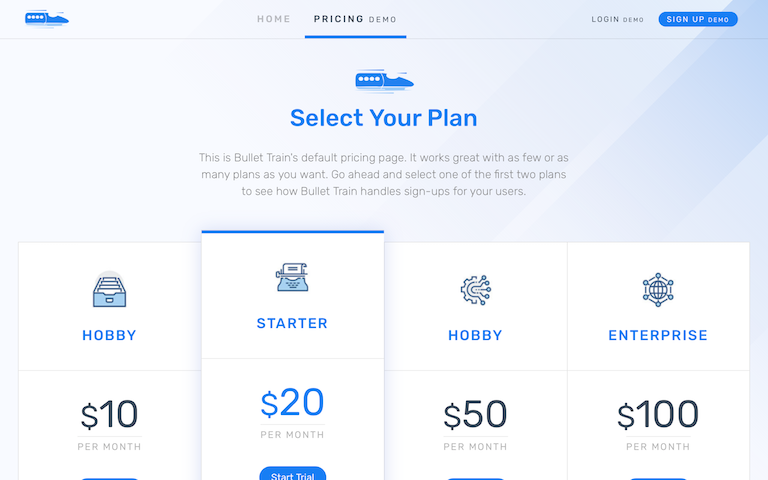 HOME
PRICING DEMO
LOGIN DEMO
SIGN UP DEMO
Select Your Plan
This is Bullet Train's default pricing page. It works great with as few or as
many plans as you want. Go ahead and select one of the first two plans
to see how Bullet Train handles sign-ups for your users.
HOBBY
STARTER
HOBBY
ENTERPRISE
$10
PER MONTH
$20
PER MONTH
$50
PER MONTH
$100
PER MONTH
Start Trial